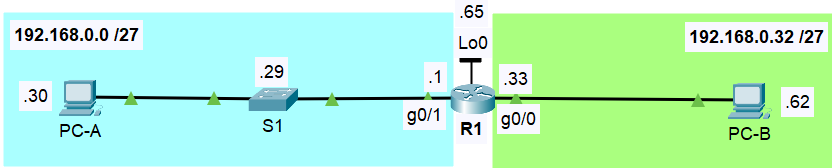 192.168.0.0 /27
.30
PC-A
.29
S1
.1
g0/1
.65
Lo0
R1
.33
g0/0
192.168.0.32 /27
.62
PC-B